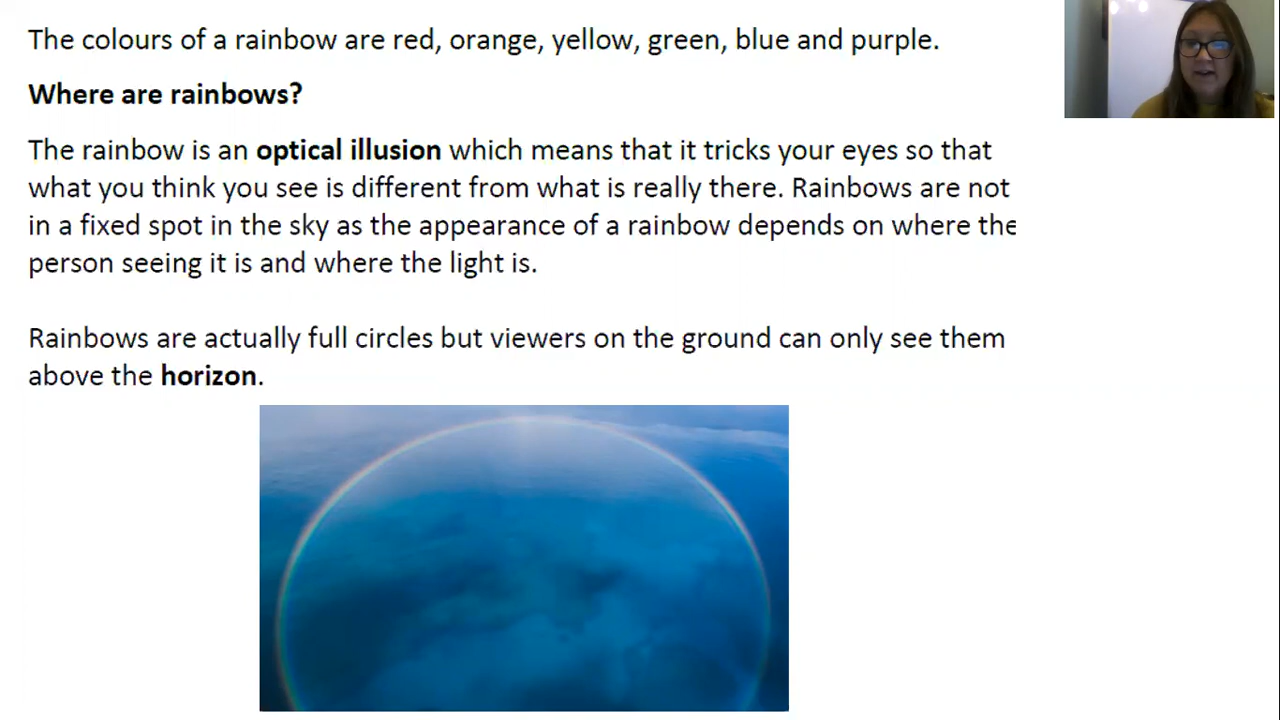 The colours of a rainbow are red, orange, yellow, green, blue and purple.
Where are rainbows?
The rainbow is an optical illusion which means that it tricks your eyes so that
what you think you see is different from what is really there. Rainbows are not
in a fixed spot in the sky as the appearance of a rainbow depends on where the
person seeing it is and where the light is.
Rainbows are actually full circles but viewers on the ground can only see them
above the horizon.